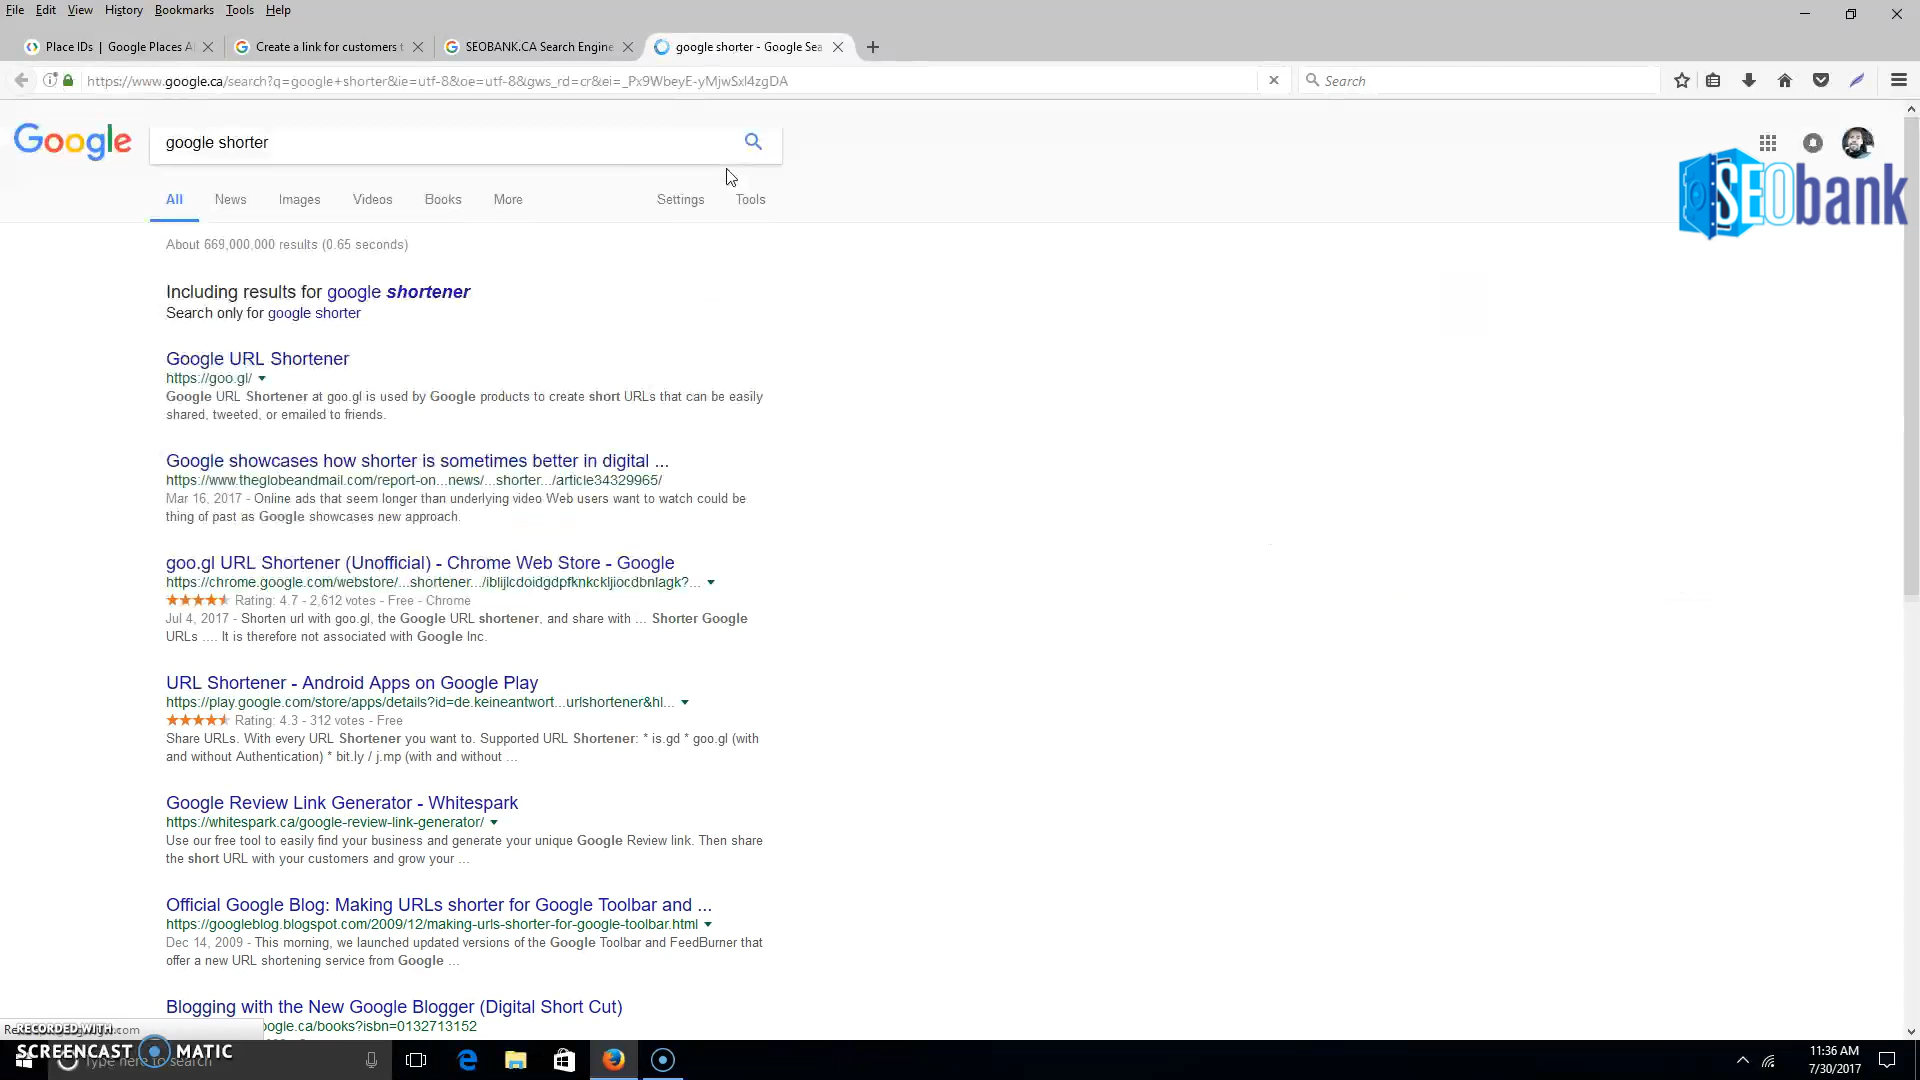 File Edit View History Bookmarks Tools Help
Place IDs | Google Places A
Create a link for customers t
SEOBANK.CA Search Engine
google shorter - Google Sea
https://www.google.ca/search?q=google+shorter&ie=utf-8&oe=utf-8&gws_rd=cr&ei=_Px9WbeyE-yMjwSxl4zgDA
Search
Google
google shorter
SEObank
All News Images Videos Books More Settings Tools
About 669,000,000 results (0.65 seconds)
Including results for google shortener
Search only for google shorter
Google URL Shortener
https://goo.gl/
Google URL Shortener at goo.gl is used by Google products to create short URLs that can be easily
shared, tweeted, or emailed to friends.
Google showcases how shorter is sometimes better in digital ...
https://www.theglobeandmail.com/report-on...news/...shorter.../article34329965/
Mar 16, 2017 - Online ads that seem longer than underlying video Web users want to watch could be
thing of past as Google showcases new approach.
goo.gl URL Shortener (Unofficial) - Chrome Web Store - Google
https://chrome.google.com/webstore/...shortener.../iblijlcdoidgdpfknkckljiocdbnlagk?...
Rating: 4.7 - 2,612 votes - Free - Chrome
Jul 4, 2017 - Shorten url with goo.gl, the Google URL shortener, and share with ... Shorter Google
URLs .... It is therefore not associated with Google Inc.
URL Shortener - Android Apps on Google Play
https://play.google.com/store/apps/details?id=de.keineantwort...urlshortener&hl...
Rating: 4.3 - 312 votes - Free
Share URLs. With every URL Shortener you want to. Supported URL Shortener: * is.gd * goo.gl (with
and without Authentication) * bit.ly / j.mp (with and without ...
Google Review Link Generator - Whitespark
https://whitespark.ca/google-review-link-generator/
Use our free tool to easily find your business and generate your unique Google Review link. Then share
the short URL with your customers and grow your ...
Official Google Blog: Making URLs shorter for Google Toolbar and ...
https://googleblog.blogspot.com/2009/12/making-urls-shorter-for-google-toolbar.html
Dec 14, 2009 - This morning, we launched updated versions of the Google Toolbar and FeedBurner that
offer a new URL shortening service from Google ...
Blogging with the New Google Blogger (Digital Short Cut)
ogle.ca/books?isbn=0132713152
RECORDED WITH
SCREENCAST MATIC
Type here to search
11:36 AM
7/30/2017